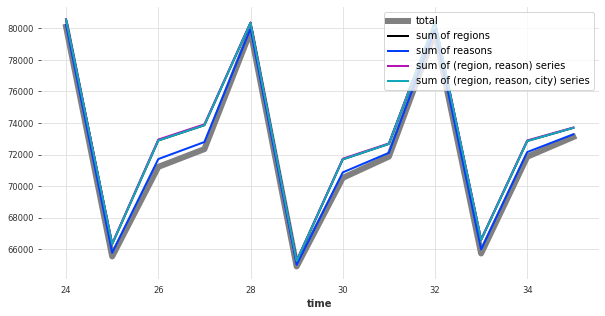 total
sum of regions
sum of reasons
sum of (region, reason) series
sum of (region, reason, city) series
80000
78000
76000
74000
72000
70000
68000
66000
24 26 28 30 32 34
time